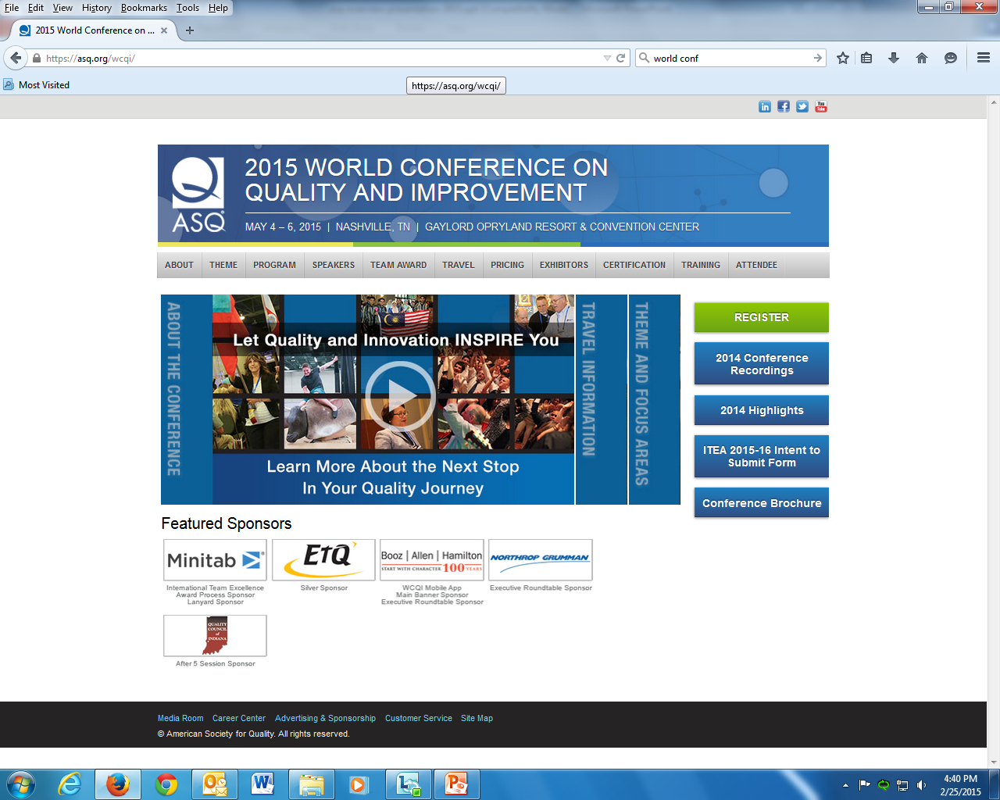 File Edit View History Bookmarks Tools Help
2015 World Conference on ...
https://asq.org/wcqi/
world conf
Most Visited
https://asq.org/wcqi/
in
You
Tube
2015 WORLD CONFERENCE ON
QUALITY AND IMPROVEMENT
ASQ
MAY 4 – 6, 2015 | NASHVILLE, TN | GAYLORD OPRYLAND RESORT & CONVENTION CENTER
ABOUT THEME PROGRAM SPEAKERS TEAM AWARD TRAVEL PRICING EXHIBITORS CERTIFICATION TRAINING ATTENDEE
ABOUT THE CONFERENCE
Let Quality and Innovation INSPIRE You
Learn More About the Next Stop
In Your Quality Journey
TRAVEL INFORMATION
THEME AND FOCUS AREAS
REGISTER
2014 Conference
Recordings
2014 Highlights
ITEA 2015-16 Intent to
Submit Form
Conference Brochure
Featured Sponsors
Minitab
International Team Excellence
Award Process Sponsor
Lanyard Sponsor
EtQ
Silver Sponsor
Booz | Allen | Hamilton
START WITH CHARACTER 100 YEARS
WCQI Mobile App
Main Banner Sponsor
Executive Roundtable Sponsor
NORTHROP GRUMMAN
Executive Roundtable Sponsor
QUALITY
COUNCIL
of
INDIANA
After 5 Session Sponsor
Media Room Career Center Advertising & Sponsorship Customer Service Site Map
© American Society for Quality. All rights reserved.
4:40 PM
2/25/2015